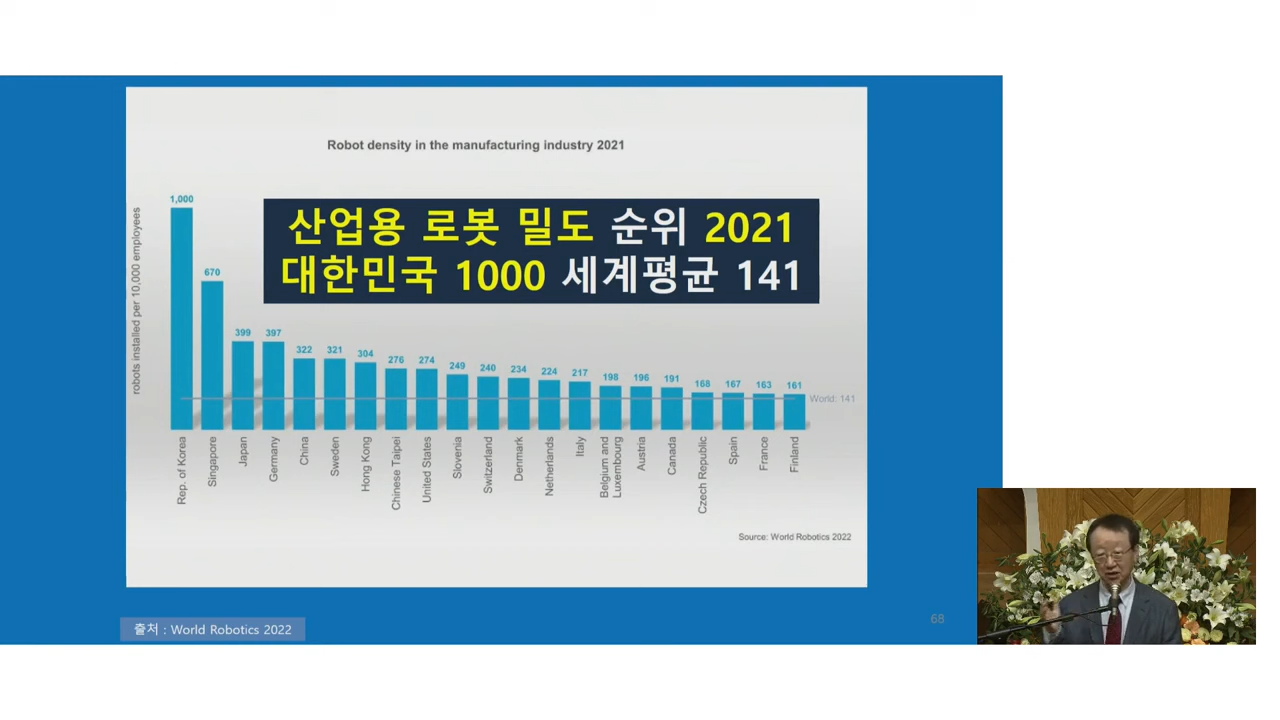 Robot density in the manufacturing industry 2021
산업용 로봇 밀도 순위 2021
대한민국 1000 세계평균 141
robots installed per 10,000 employees
1,000
670
399
397
322
321
304
276
274
249
240
234
224
217
198
196
191
168
167
163
161
World: 141
Rep. of Korea
Singapore
Japan
Germany
China
Sweden
Hong Kong
Chinese Taipei
United States
Slovenia
Switzerland
Denmark
Netherlands
Italy
Belgium and
Luxembourg
Austria
Canada
Czech Republic
Spain
France
Finland
Source: World Robotics 2022
출처 : World Robotics 2022
68